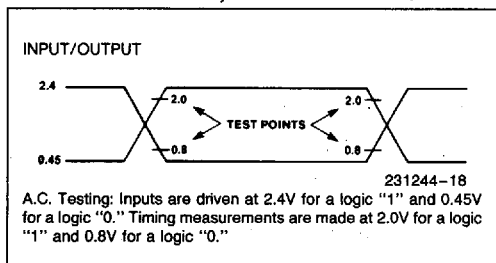 INPUT/OUTPUT
2.4
2.0
2.0
TEST POINTS
0.8
0.8
0.45
231244-18
A.C. Testing: Inputs are driven at 2.4V for a logic "1" and 0.45V
for a logic "0." Timing measurements are made at 2.0V for a logic
"1" and 0.8V for a logic "0."